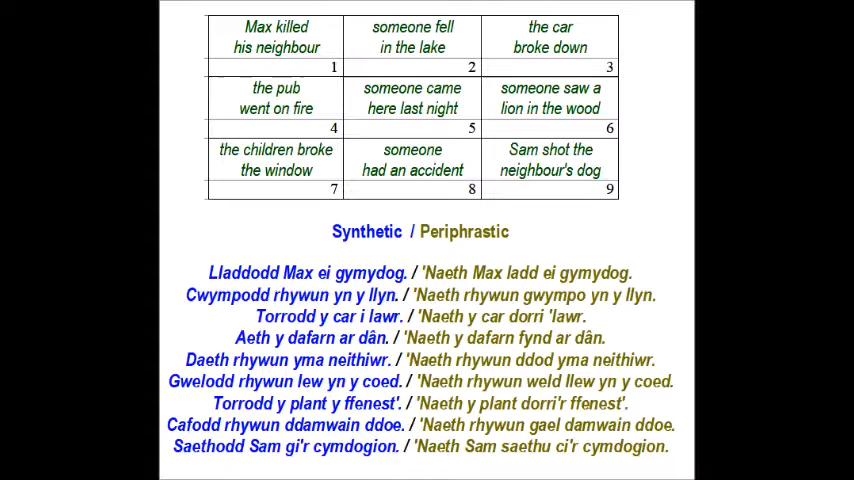 Max killed
his neighbour
1
someone fell
in the lake
2
the car
broke down
3
the pub
went on fire
4
someone came
here last night
5
someone saw a
lion in the wood
6
the children broke
the window
7
someone
had an accident
8
Sam shot the
neighbour's dog
9
Synthetic / Periphrastic
Lladdodd Max ei gymydog. / 'Naeth Max ladd ei gymydog.
Cwympodd rhywun yn y llyn. / 'Naeth rhywun gwympo yn y llyn.
Torrodd y car i lawr. / 'Naeth y car dorri 'lawr.
Aeth y dafarn ar dân. / 'Naeth y dafarn fynd ar dân.
Daeth rhywun yma neithiwr. / 'Naeth rhywun ddod yma neithiwr.
Gwelodd rhywun lew yn y coed. / 'Naeth rhywun weld llew yn y coed.
Torrodd y plant y ffenest'. / 'Naeth y plant dorri'r ffenest'.
Cafodd rhywun ddamwain ddoe. / 'Naeth rhywun gael damwain ddoe.
Saethodd Sam gi'r cymdogion. / 'Naeth Sam saethu ci'r cymdogion.